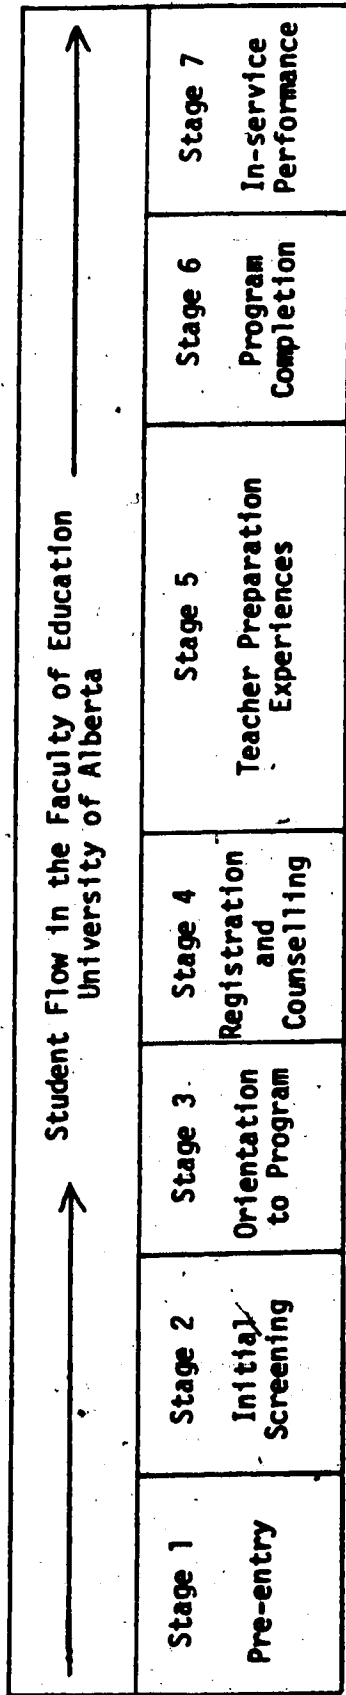 Student Flow in the Faculty of Education
University of Alberta
Stage 1
Pre-entry
Stage 2
Initial
Screening
Stage 3
Orientation
to Program
Stage 4
Registration
and
Counselling
Stage 5
Teacher Preparation
Experiences
Stage 6
Program
Completion
Stage 7
In-service
Performance